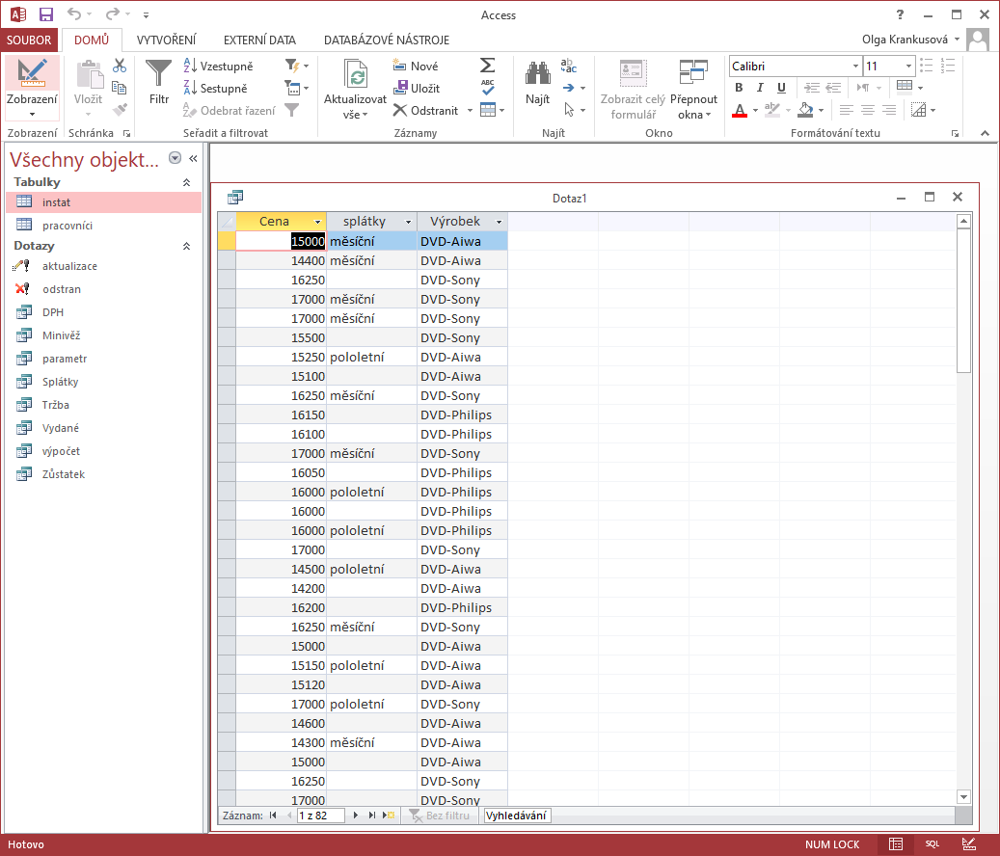 Access
?
SOUBOR DOMŮ VYTVOŘENÍ EXTERNÍ DATA DATABÁZOVÉ NÁSTROJE Olga Krankusová
Zobrazení
Zobrazení
Vložit
Schránka
Filtr
Vzestupně
Sestupně
Odebrat řazení
Seřadit a filtrovat
Aktualizovat
vše
Nové
Uložit
Odstranit
Záznamy
Najít
Najít
Zobrazit celý
formulář
Přepnout
okna
Okno
Calibri 11
B I U
Formátování textu
Všechny objekt...
Tabulky
instat
pracovníci
Dotazy
aktualizace
odstran
DPH
Minivěž
parametr
Splátky
Tržba
Vydané
výpočet
Zůstatek
Dotaz1
Cena splátky Výrobek
15000 měsíční DVD-Aiwa
14400 měsíční DVD-Aiwa
16250 DVD-Sony
17000 měsíční DVD-Sony
17000 měsíční DVD-Sony
15500 DVD-Sony
15250 pololetní DVD-Aiwa
15100 DVD-Aiwa
16250 měsíční DVD-Sony
16150 DVD-Philips
16100 DVD-Philips
17000 měsíční DVD-Sony
16050 DVD-Philips
16000 pololetní DVD-Philips
16000 DVD-Philips
16000 pololetní DVD-Philips
17000 DVD-Sony
14500 pololetní DVD-Aiwa
14200 DVD-Aiwa
16200 DVD-Philips
16250 měsíční DVD-Sony
15000 DVD-Aiwa
15150 pololetní DVD-Aiwa
15120 DVD-Aiwa
17000 pololetní DVD-Sony
14600 DVD-Aiwa
14300 měsíční DVD-Aiwa
15000 DVD-Aiwa
16250 DVD-Sony
17000 DVD-Sony
Záznam: 1 z 82 Bez filtru Vyhledávání
Hotovo NUM LOCK SQL